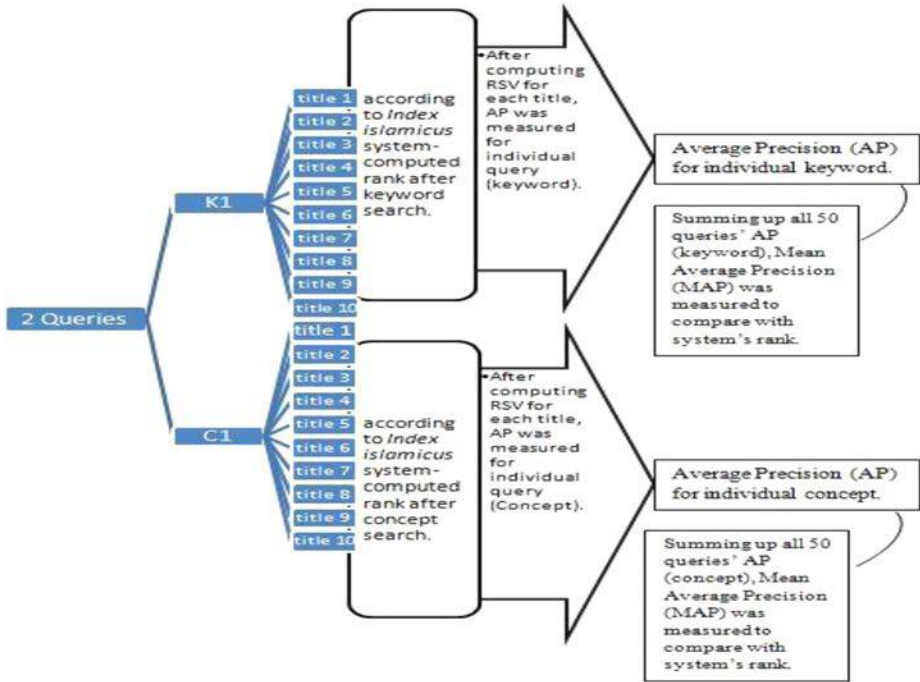 2 Queries
K1
title 1
title 2
title 3
title 4
title 5
title 6
title 7
title 8
title 9
title 10
according
to Index
islamicus
system-
computed
rank after
keyword
search.
•After
computing
RSV for
each title,
AP was
measured
for
individual
query
(keyword).
Average Precision (AP)
for individual keyword.
Summing up all 50
queries' AP
(keyword), Mean
Average Precision
(MAP) was
measured to
compare with
system's rank.
C1
title 1
title 2
title 3
title 4
title 5
title 6
title 7
title 8
title 9
title 10
according
to Index
islamicus
system-
computed
rank after
concept
search.
•After
computing
RSV for
each title,
AP was
measured
for
individual
query
(Concept).
Average Precision (AP)
for individual concept.
Summing up all 50
queries' AP
(concept), Mean
Average Precision
(MAP) was
measured to
compare with
system's rank.